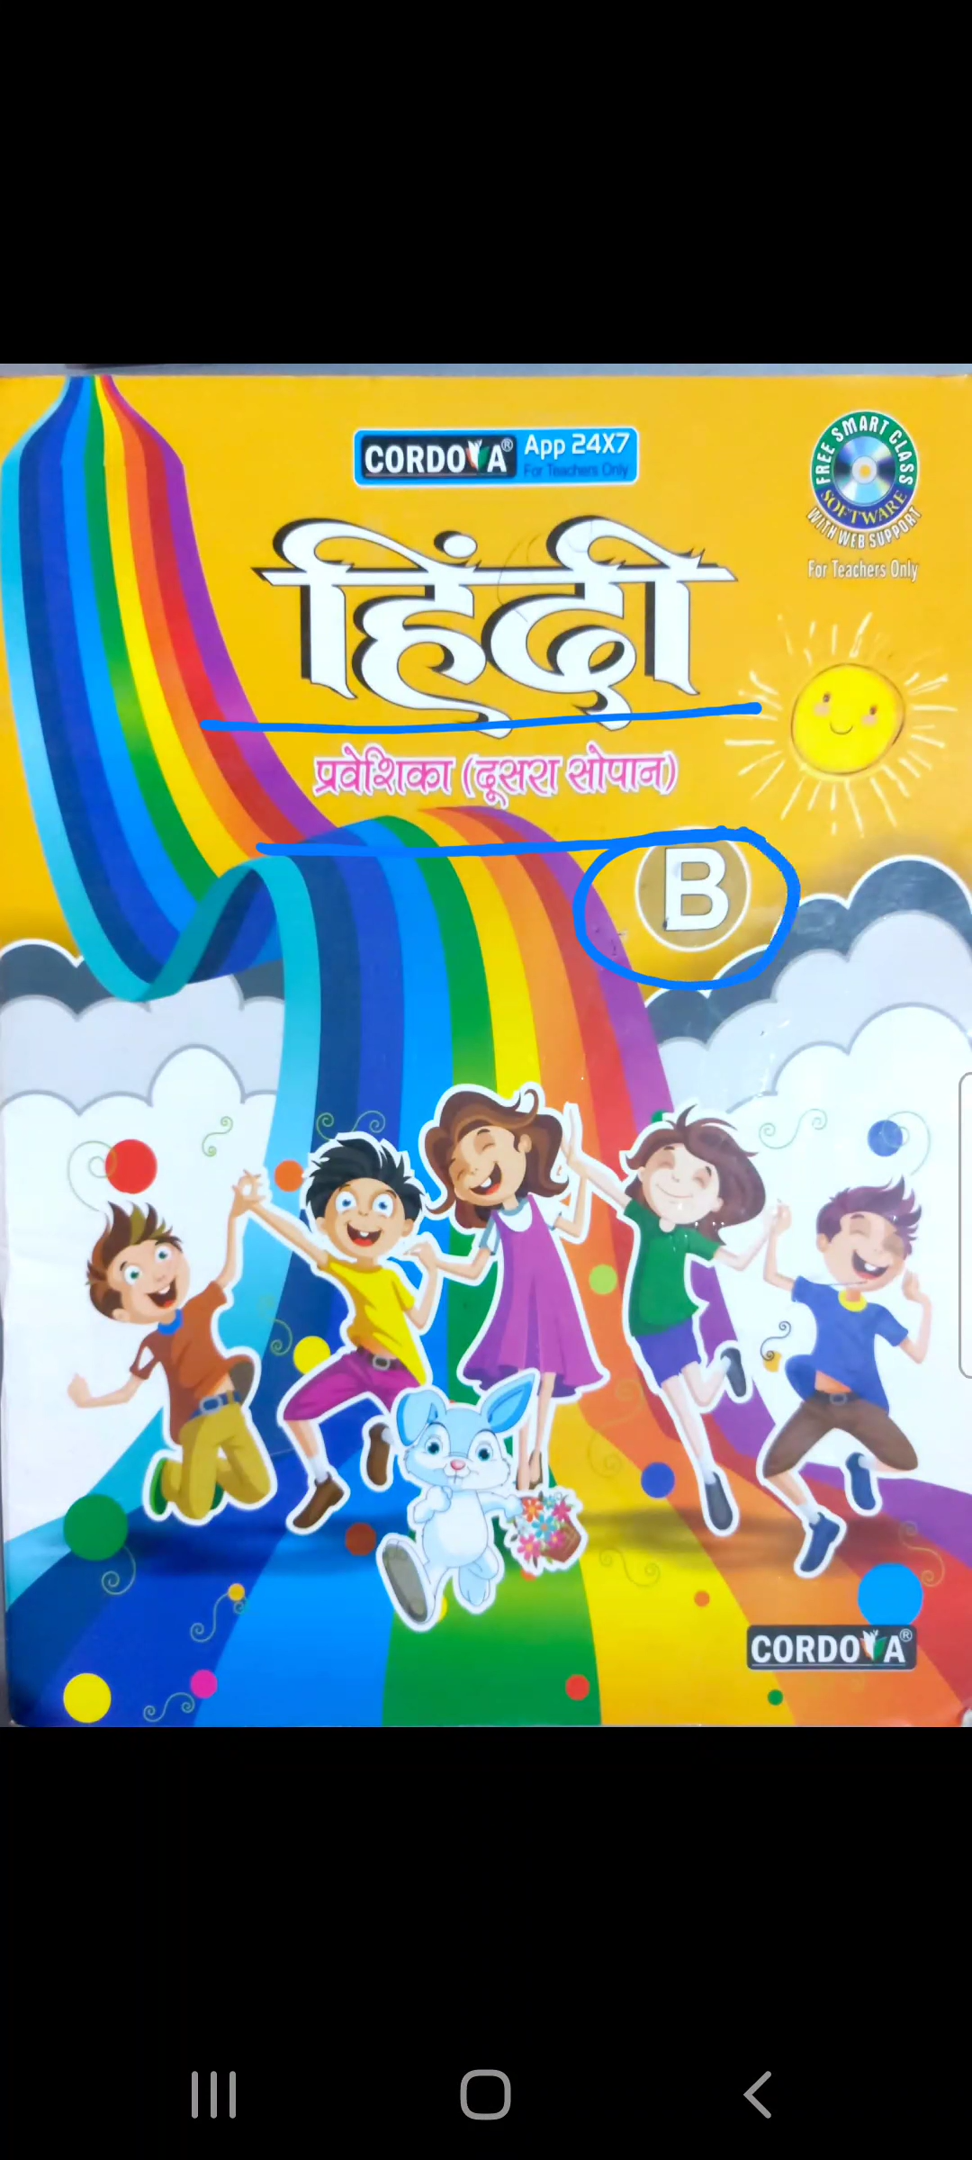 CORDOVA® App 24X7
For Teachers Only
FREE SMART CLASS
SOFTWARE
WITH WEB SUPPORT
For Teachers Only
हिंदी
प्रवेशिका (दूसरा सोपान)
B
CORDOVA®